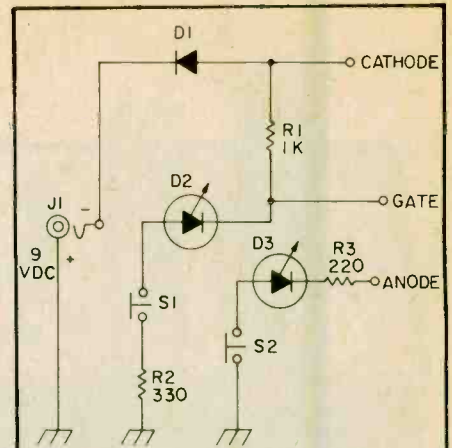 D1
CATHODE
R1
1K
D2
J1
-
GATE
9
VDC
+
D3
R3
220
ANODE
S1
S2
R2
330